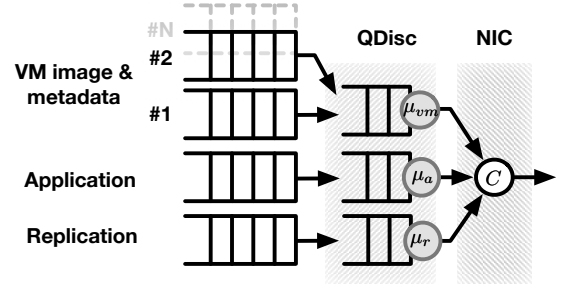 QDisc
NIC
#N
#2
VM image &
metadata
#1
μvm
Application
μa
C
Replication
μr